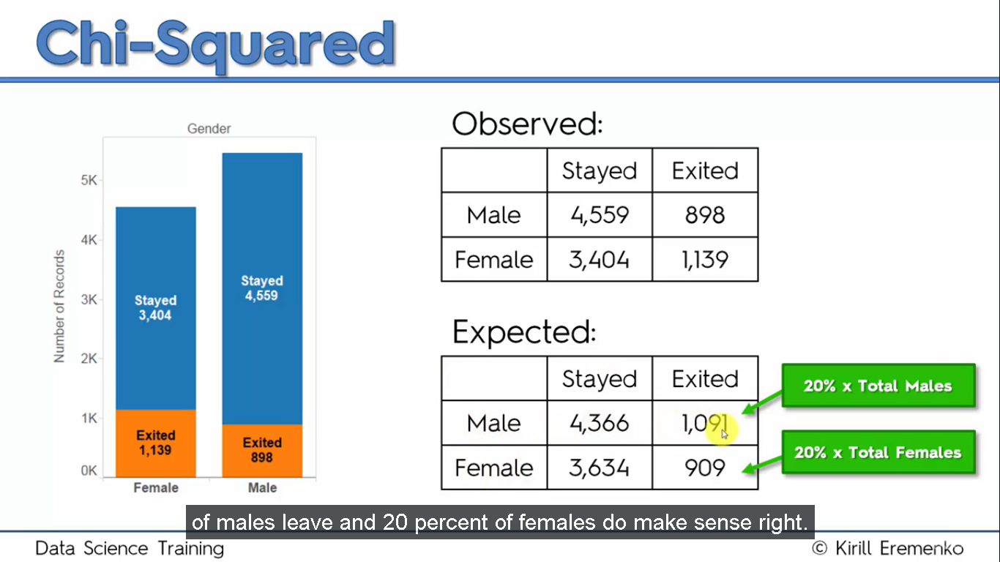 Chi-Squared
Gender
Number of Records
5K
4K
3K
2K
1K
0K
Stayed
3,404
Exited
1,139
Stayed
4,559
Exited
898
Female Male
Observed:
Stayed Exited
Male 4,559 898
Female 3,404 1,139
Expected:
Stayed Exited
Male 4,366 1,091
Female 3,634 909
20% x Total Males
20% x Total Females
of males leave and 20 percent of females do make sense right.
Data Science Training
© Kirill Eremenko